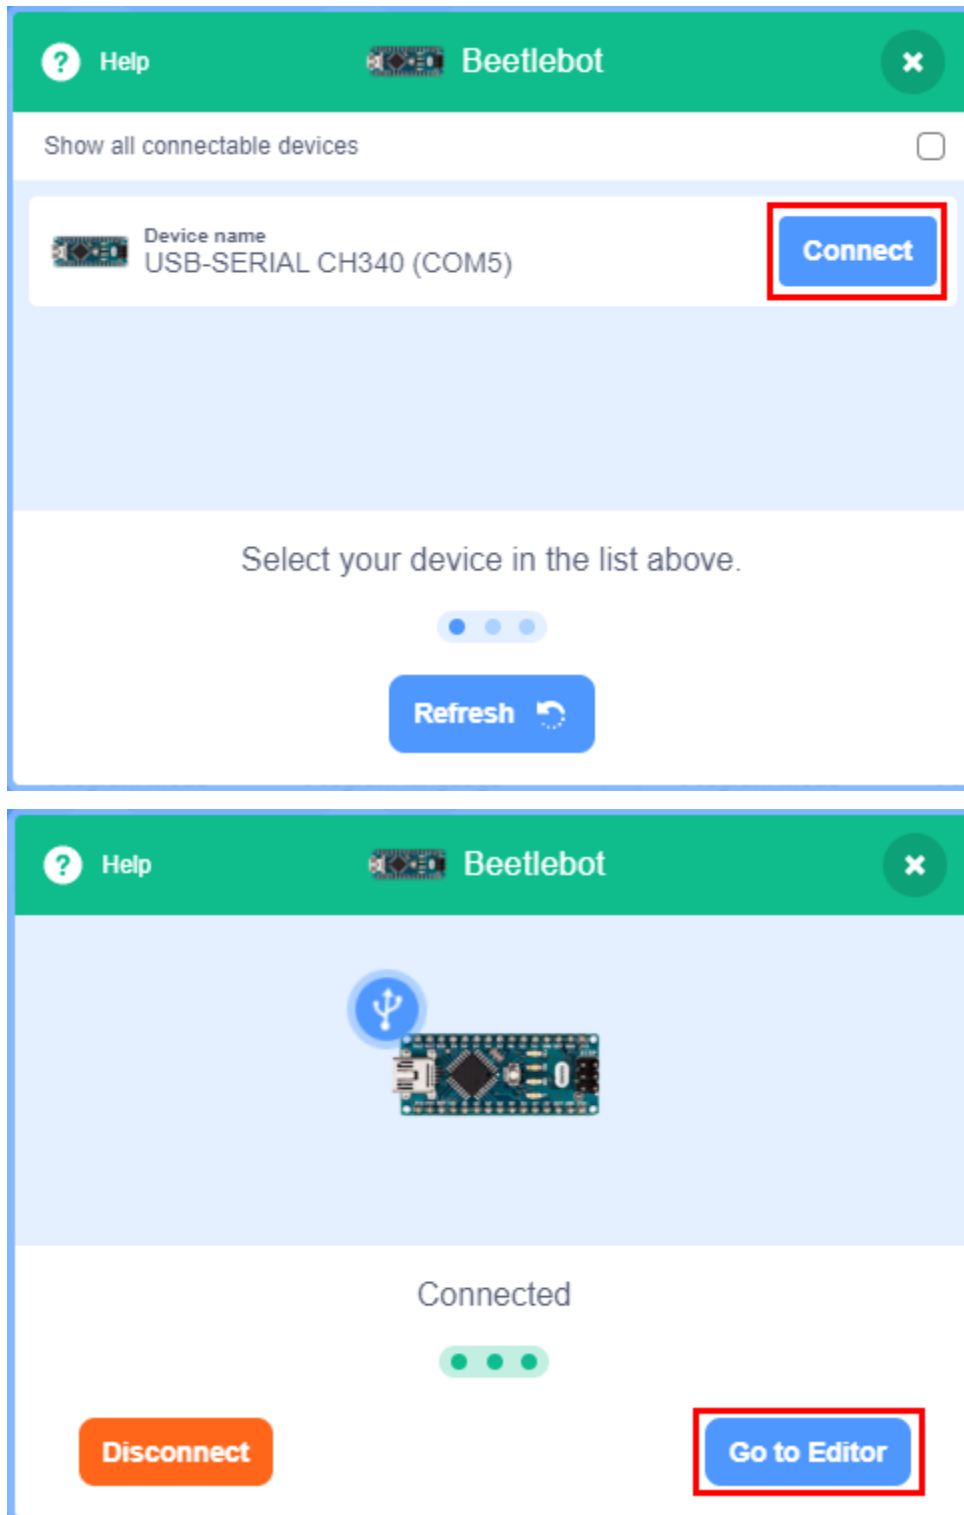 ? Help
Beetlebot
Show all connectable devices
Device name
USB-SERIAL CH340 (COM5)
Connect
Select your device in the list above.
Refresh
? Help
Beetlebot
Connected
Disconnect
Go to Editor